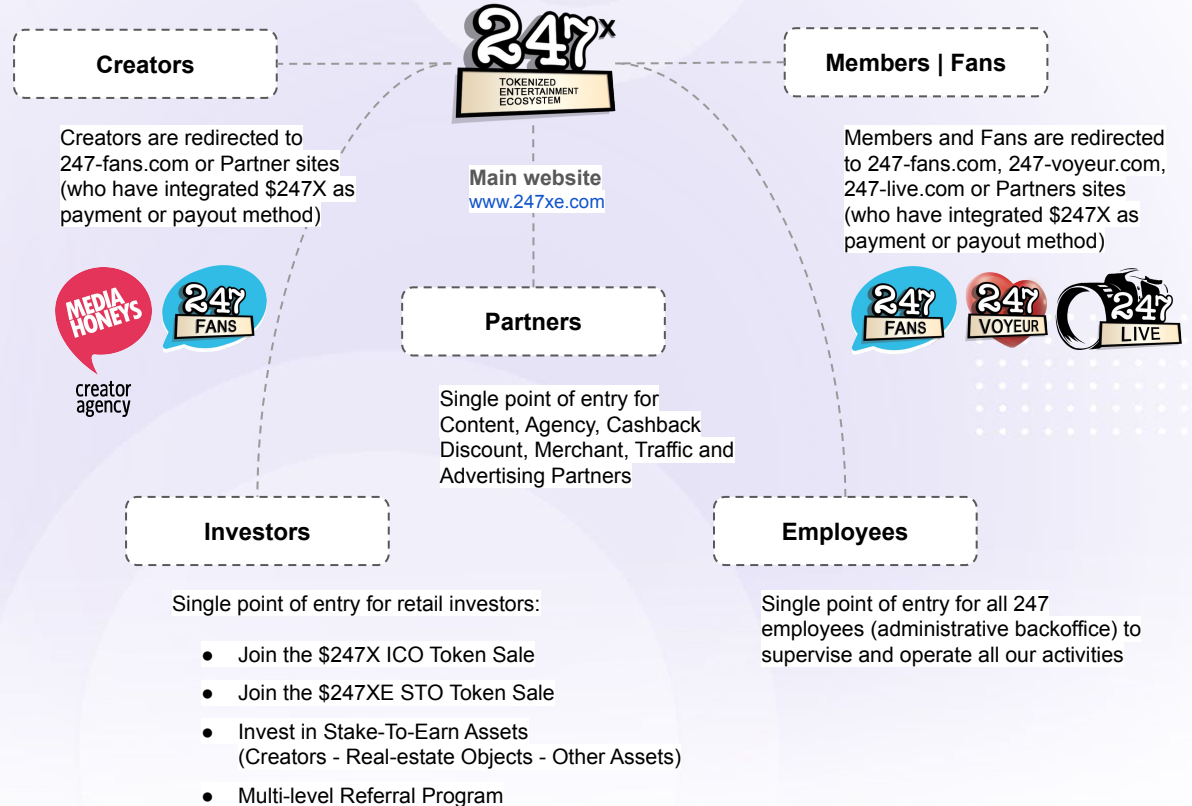 247x
TOKENIZED
ENTERTAINMENT
ECOSYSTEM
Creators
Creators are redirected to
247-fans.com or Partner sites
(who have integrated $247X as
payment or payout method)
MEDIA
HONEYS
creator
agency
247
FANS
Main website
www.247xe.com
Members | Fans
Members and Fans are redirected
to 247-fans.com, 247-voyeur.com,
247-live.com or Partners sites
(who have integrated $247X as
payment or payout method)
247
FANS
247
VOYEUR
247
LIVE
Partners
Single point of entry for
Content, Agency, Cashback
Discount, Merchant, Traffic and
Advertising Partners
Investors
Single point of entry for retail investors:
● Join the $247X ICO Token Sale
● Join the $247XE STO Token Sale
● Invest in Stake-To-Earn Assets
(Creators - Real-estate Objects - Other Assets)
● Multi-level Referral Program
Employees
Single point of entry for all 247
employees (administrative backoffice) to
supervise and operate all our activities